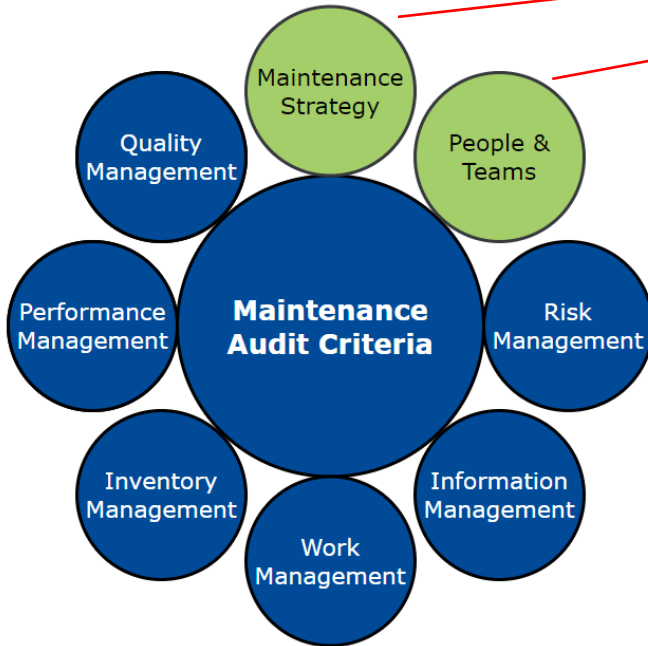 Maintenance
Strategy
People &
Teams
Quality
Management
Performance
Management
Maintenance
Audit Criteria
Risk
Management
Inventory
Management
Information
Management
Work
Management